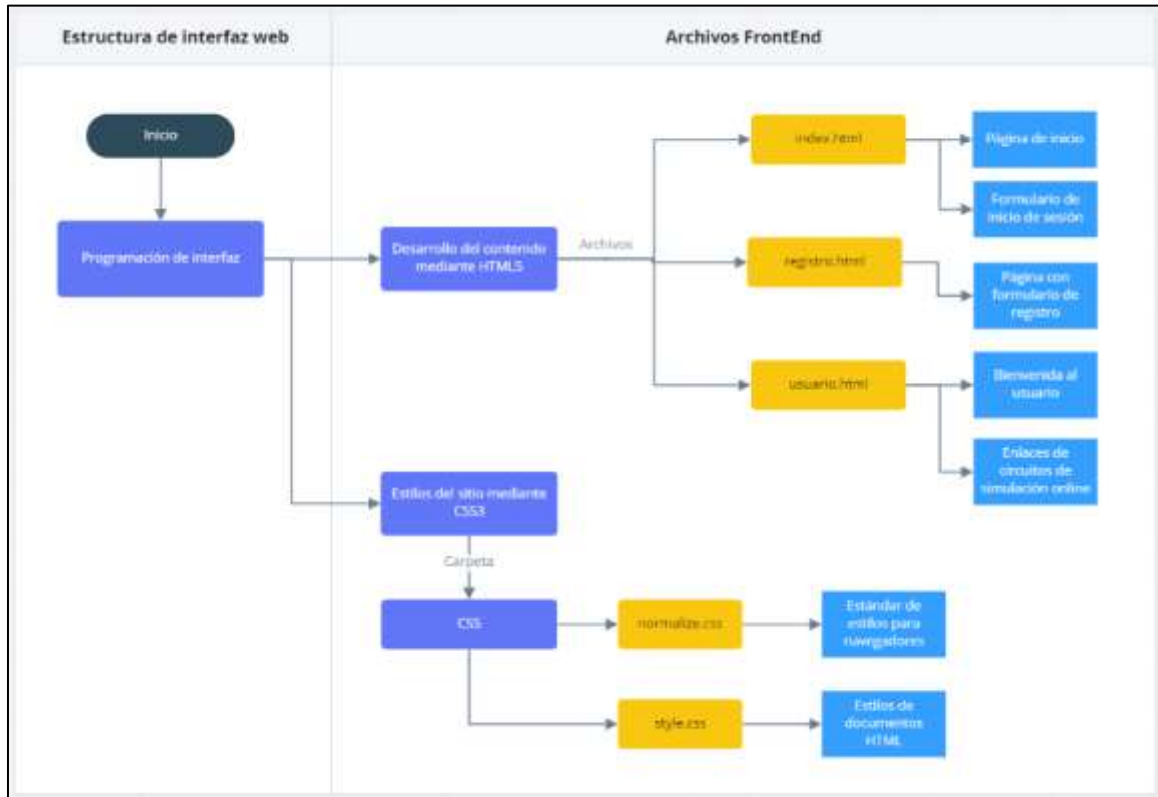 Estructura de interfaz web
Archivos FrontEnd
Inicio
Programación de interfaz
Desarrollo del contenido
mediante HTML5
Archivos
index.html
Página de inicio
Formulario de
inicio de sesión
registro.html
Página con
formulario de
registro
usuario.html
Bienvenida al
usuario
Enlaces de
circuitos de
simulación online
Estilos del sitio mediante
CSS3
Carpeta
CSS
normalize.css
Estándar de
estilos para
navegadores
style.css
Estilos de
documentos
HTML